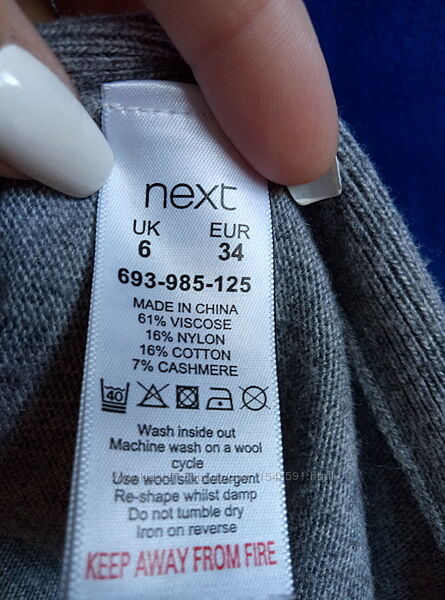 next
UK EUR
6 34
693-985-125
MADE IN CHINA
61% VISCOSE
16% NYLON
16% COTTON
7% CASHMERE
40
Wash inside out
Machine wash on a wool
cycle
Use wool/silk detergent
Re-shape whilst damp
Do not tumble dry
Iron on reverse
KEEP AWAY FROM FIRE